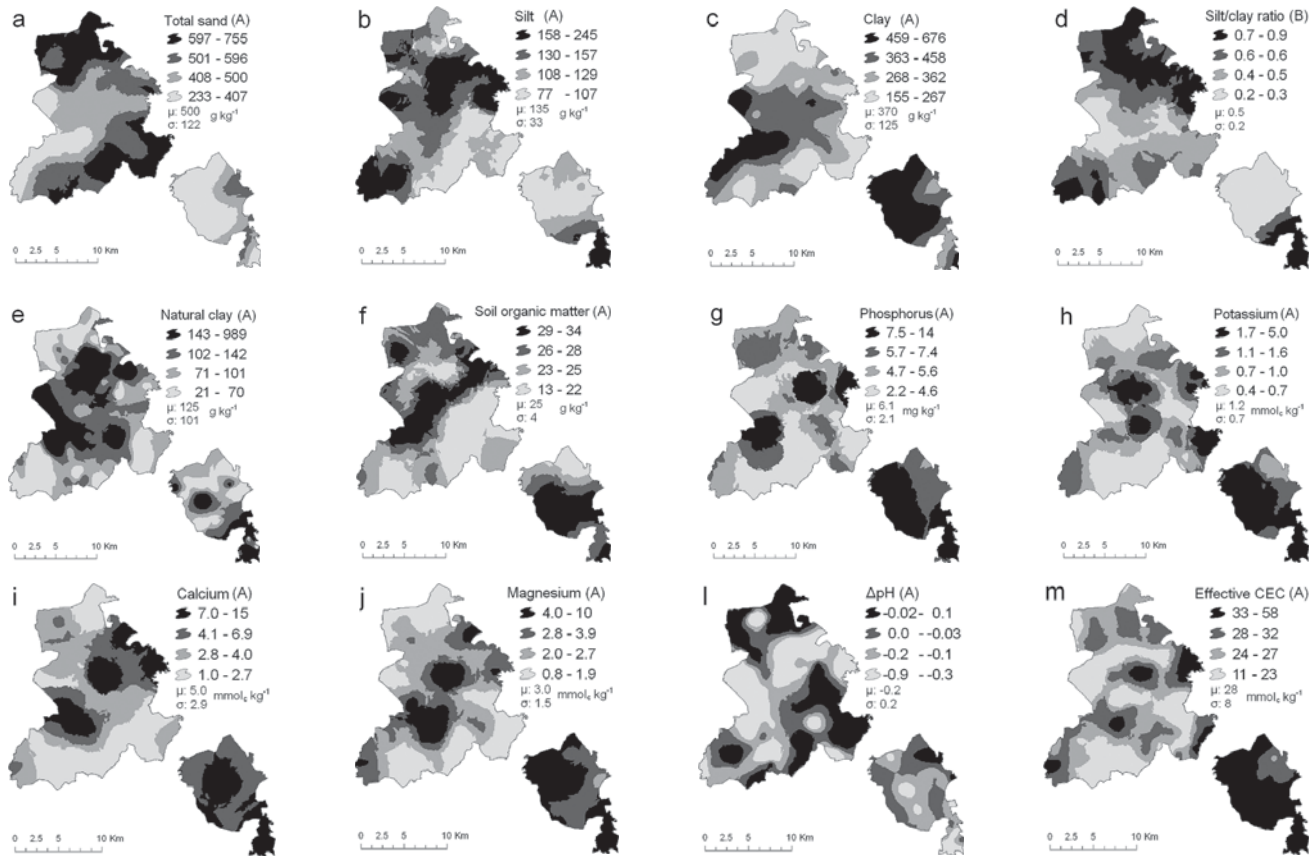 a
Total sand (A)
597 - 755
501 - 596
408 - 500
233 - 407
μ: 500
σ: 122
g kg⁻¹
0 2.5 5 10 Km
b
Silt (A)
158 - 245
130 - 157
108 - 129
77 - 107
μ: 135
σ: 33
g kg⁻¹
0 2.5 5 10 Km
c
Clay (A)
459 - 676
363 - 458
268 - 362
155 - 267
μ: 370
σ: 125
g kg⁻¹
0 2.5 5 10 Km
d
Silt/clay ratio (B)
0.7 - 0.9
0.6 - 0.6
0.4 - 0.5
0.2 - 0.3
μ: 0.5
σ: 0.2
0 2.5 5 10 Km
e
Natural clay (A)
143 - 989
102 - 142
71 - 101
21 - 70
μ: 125
σ: 101
g kg⁻¹
0 2.5 5 10 Km
f
Soil organic matter (A)
29 - 34
26 - 28
23 - 25
13 - 22
μ: 25
σ: 4
g kg⁻¹
0 2.5 5 10 Km
g
Phosphorus (A)
7.5 - 14
5.7 - 7.4
4.7 - 5.6
2.2 - 4.6
μ: 6.1
σ: 2.1
mg kg⁻¹
0 2.5 5 10 Km
h
Potassium (A)
1.7 - 5.0
1.1 - 1.6
0.7 - 1.0
0.4 - 0.7
μ: 1.2
σ: 0.7
mmol꜀ kg⁻¹
0 2.5 5 10 Km
i
Calcium (A)
7.0 - 15
4.1 - 6.9
2.8 - 4.0
1.0 - 2.7
μ: 5.0
σ: 2.9
mmol꜀ kg⁻¹
0 2.5 5 10 Km
j
Magnesium (A)
4.0 - 10
2.8 - 3.9
2.0 - 2.7
0.8 - 1.9
μ: 3.0
σ: 1.5
mmol꜀ kg⁻¹
0 2.5 5 10 Km
l
ΔpH (A)
-0.02- 0.1
0.0 - -0.03
-0.2 - -0.1
-0.9 - -0.3
μ: -0.2
σ: 0.2
0 2.5 5 10 Km
m
Effective CEC (A)
33 - 58
28 - 32
24 - 27
11 - 23
μ: 28
σ: 8
mmol꜀ kg⁻¹
0 2.5 5 10 Km